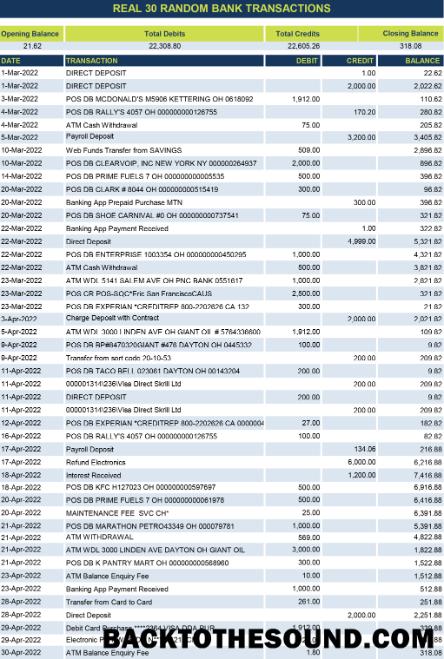 REAL 30 RANDOM BANK TRANSACTIONS
Opening Balance Total Debits Total Credits Closing Balance
21.62 22,308.80 22,605.26 318.08
DATE TRANSACTION DEBIT CREDIT BALANCE
1-Mar-2022 DIRECT DEPOSIT 1.00 22.62
1-Mar-2022 DIRECT DEPOSIT 2,000.00 2,022.62
3-Mar-2022 POS DB MCDONALD'S M5906 KETTERING OH 0618092 1,912.00 110.62
4-Mar-2022 POS DB RALLY'S 4057 OH 000000000126755 170.20 280.82
4-Mar-2022 ATM Cash Withdrawal 75.00 205.82
5-Mar-2022 Payroll Deposit 3,200.00 3,405.82
10-Mar-2022 Web Funds Transfer from SAVINGS 509.00 2,896.82
10-Mar-2022 POS DB CLEARVOIP, INC NEW YORK NY 000000264937 2,000.00 896.82
14-Mar-2022 POS DB PRIME FUELS 7 OH 000000000005535 500.00 396.82
20-Mar-2022 POS DB CLARK # 8044 OH 000000000515419 300.00 96.82
20-Mar-2022 Banking App Prepaid Purchase MTN 300.00 396.82
20-Mar-2022 POS DB SHOE CARNIVAL #0 OH 000000000737541 75.00 321.82
22-Mar-2022 Banking App Payment Received 1.00 322.82
22-Mar-2022 Direct Deposit 4,999.00 5,321.82
22-Mar-2022 POS DB ENTERPRISE 1003354 OH 000000000450295 1,000.00 4,321.82
22-Mar-2022 ATM Cash Withdrawal 500.00 3,821.82
23-Mar-2022 ATM WDL 5141 SALEM AVE OH PNC BANK 0551617 1,000.00 2,821.82
23-Mar-2022 POS CR POS-SQC*Eric San FranciscoCAUS 2,500.00 321.82
23-Mar-2022 POS DB EXPERIAN *CREDITREP 800-2202626 CA 132 300.00 21.82
3-Apr-2022 Charge Deposit with Contract 2,000.00 2,021.82
5-Apr-2022 ATM WDL 3000 LINDEN AVE OH GIANT OIL # 5764336600 1,912.00 109.82
9-Apr-2022 POS DB BP#8470320GIANT #476 DAYTON OH 0445332 100.00 9.82
9-Apr-2022 Transfer from sort code 20-10-53 200.00 209.82
11-Apr-2022 POS DB TACO BELL 023061 DAYTON OH 00143204 200.00 9.82
11-Apr-2022 000001314\236\Visa Direct Skrill Ltd 200.00 209.82
11-Apr-2022 DIRECT DEPOSIT 200.00 9.82
11-Apr-2022 000001314\236\Visa Direct Skrill Ltd 200.00 209.82
12-Apr-2022 POS DB EXPERIAN *CREDITREP 800-2202626 CA 000004 27.00 182.82
16-Apr-2022 POS DB RALLY'S 4057 OH 000000000126755 100.00 82.82
17-Apr-2022 Payroll Deposit 134.06 216.88
17-Apr-2022 Refund Electronics 6,000.00 6,216.88
18-Apr-2022 Interest Received 1,200.00 7,416.88
18-Apr-2022 POS DB KFC H127023 OH 000000000597697 500.00 6,916.88
20-Apr-2022 POS DB PRIME FUELS 7 OH 000000000061978 500.00 6,416.88
20-Apr-2022 MAINTENANCE FEE SVC CH* 25.00 6,391.88
21-Apr-2022 POS DB MARATHON PETRO43349 OH 000079781 1,000.00 5,391.88
21-Apr-2022 ATM WITHDRAWAL 569.00 4,822.88
21-Apr-2022 ATM WDL 3000 LINDEN AVE DAYTON OH GIANT OIL 3,000.00 1,822.88
21-Apr-2022 POS DB K PANTRY MART OH 000000000568960 300.00 1,522.88
23-Apr-2022 ATM Balance Enquiry Fee 10.00 1,512.88
23-Apr-2022 Banking App Payment 1,000.00 512.88
28-Apr-2022 Transfer from Card to Card 261.00 251.88
28-Apr-2022 Direct Deposit 2,000.00 2,251.88
29-Apr-2022 Debit Card
29-Apr-2022 Electronic
BACKTOTHESOUND.COM
30-Apr-2022 ATM Balance Enquiry Fee 1.80 318.08